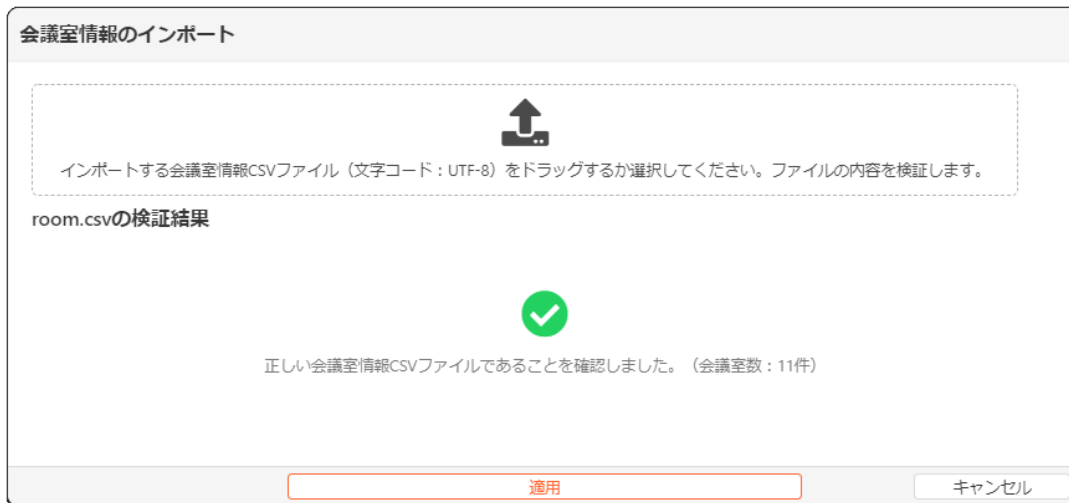 会議室情報のインポート
インポートする会議室情報CSVファイル（文字コード：UTF-8）をドラッグするか選択してください。ファイルの内容を検証します。
room.csvの検証結果
正しい会議室情報CSVファイルであることを確認しました。（会議室数：11件）
適用
キャンセル